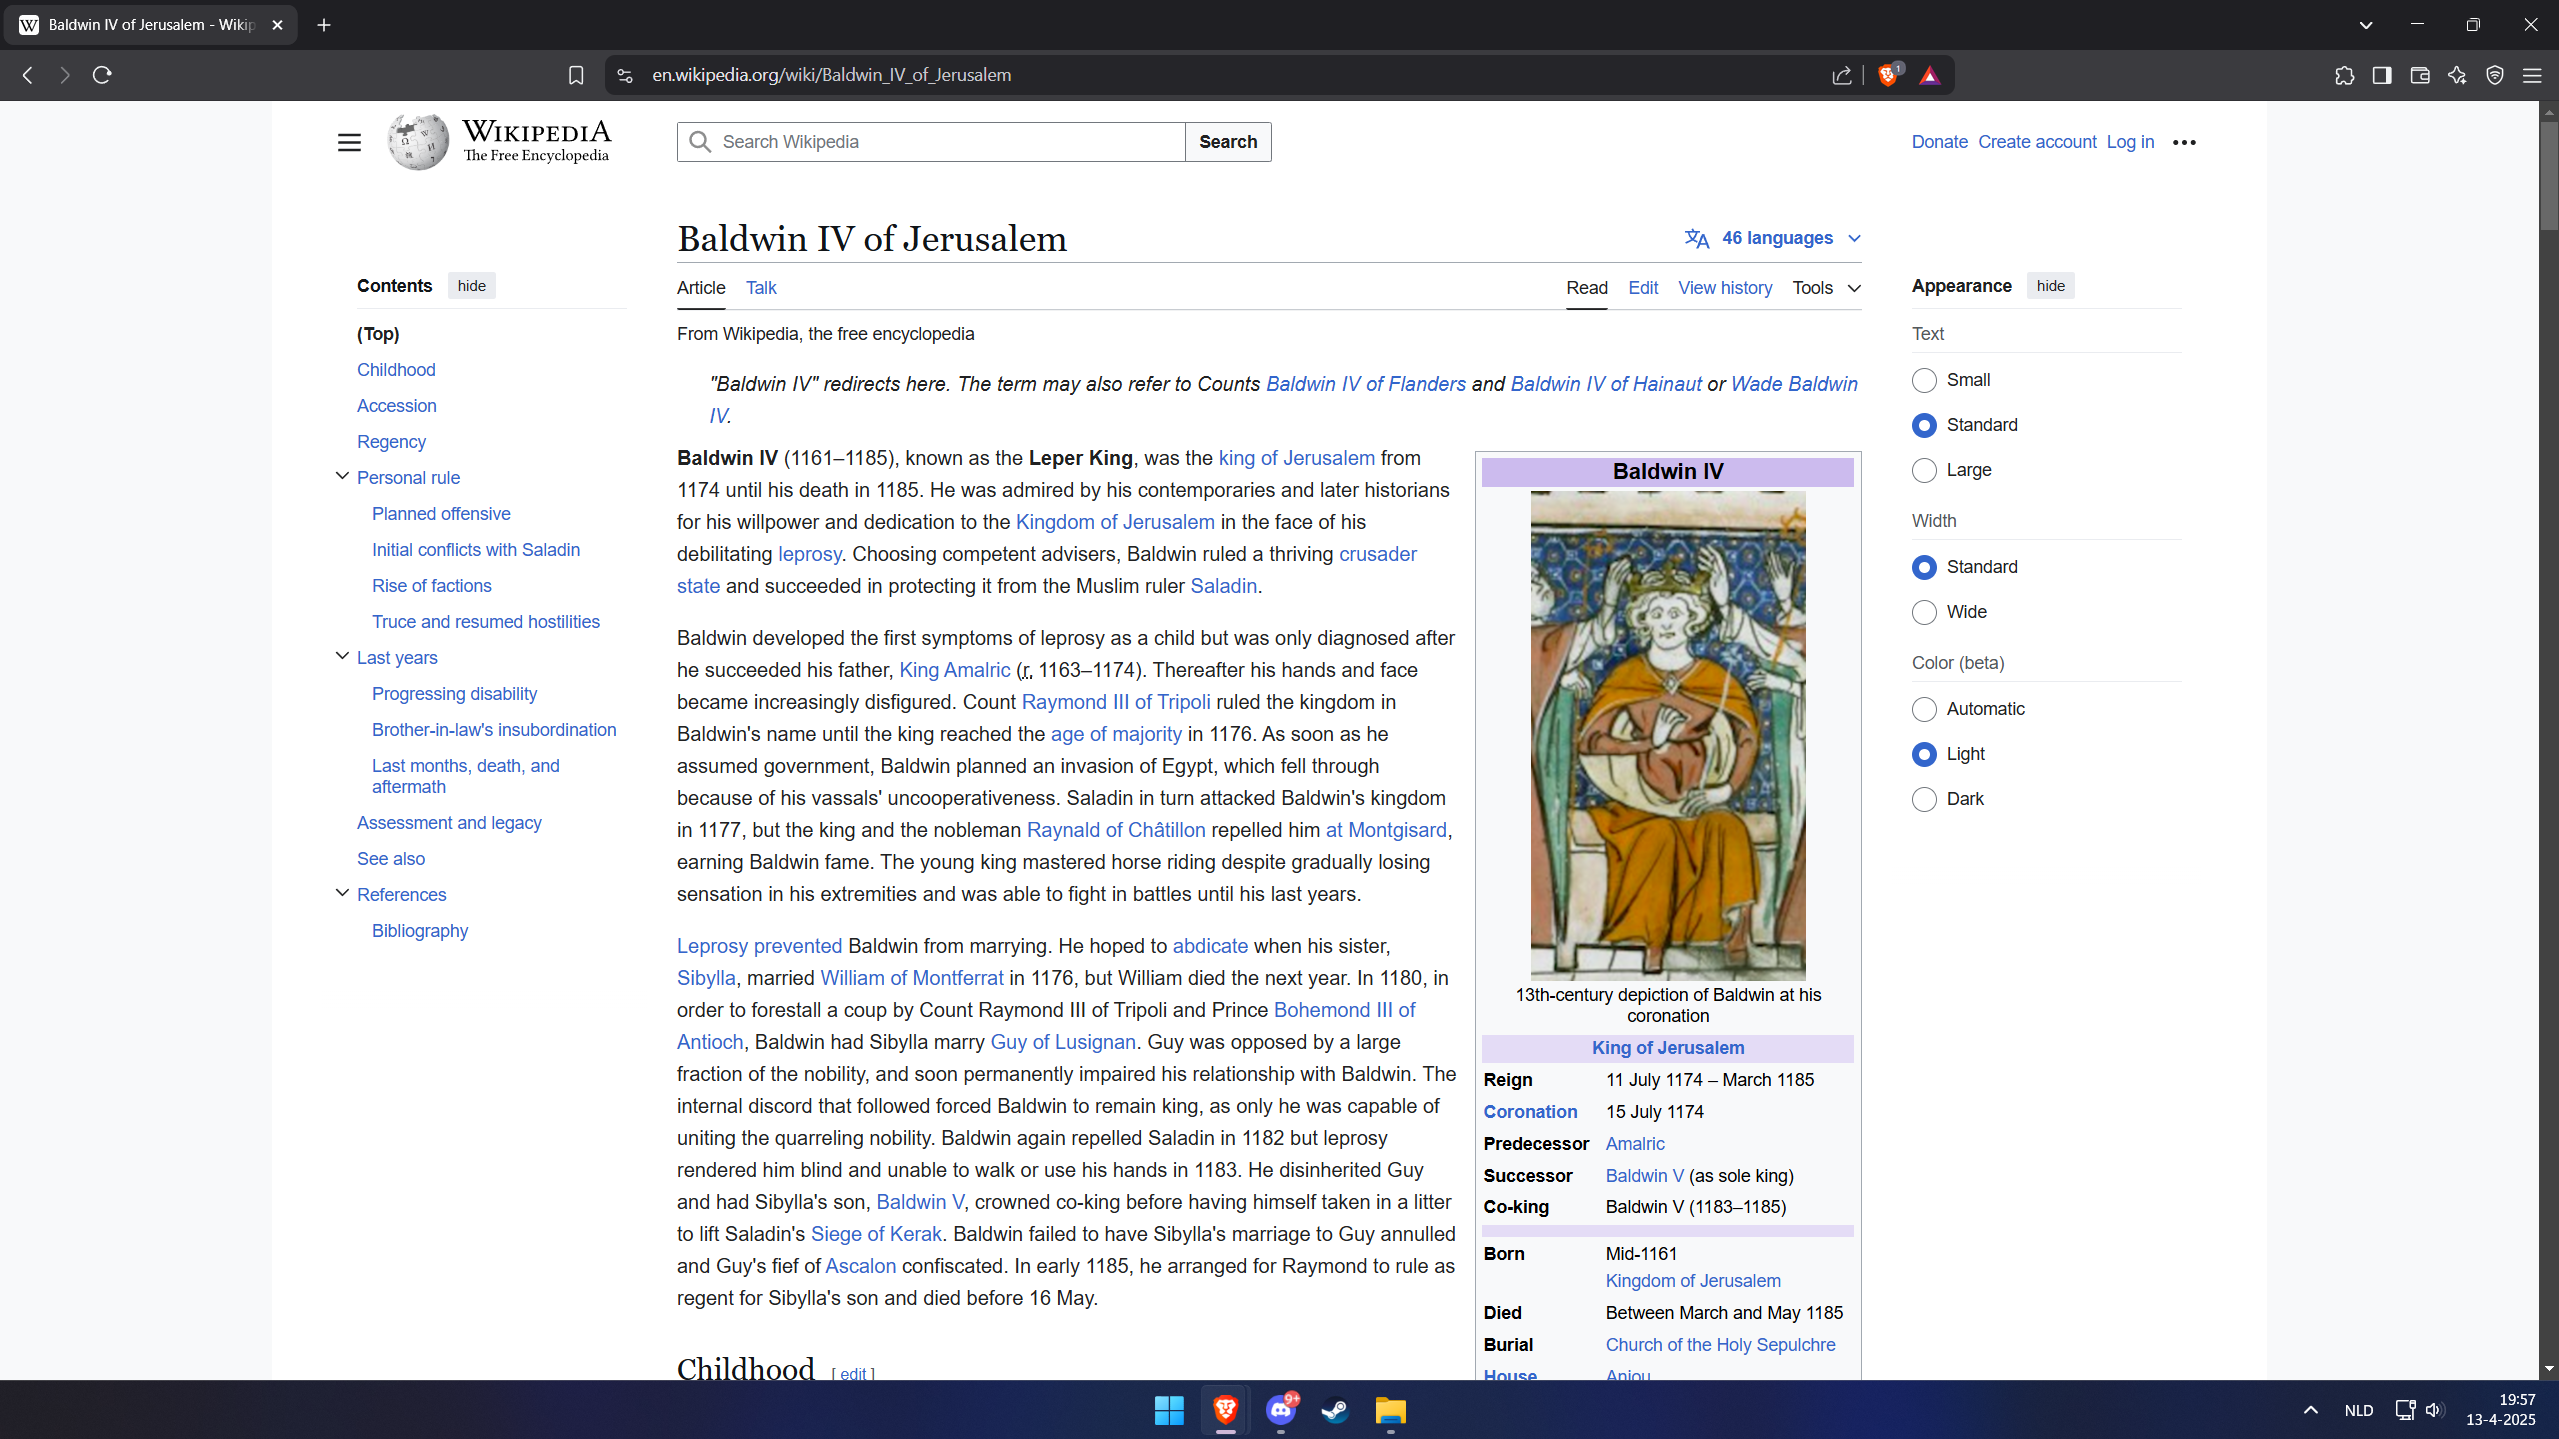 Baldwin IV of Jerusalem - Wikip
en.wikipedia.org/wiki/Baldwin_IV_of_Jerusalem
1
WIKIPEDIA
The Free Encyclopedia
Search Wikipedia
Search
Donate Create account Log in
Baldwin IV of Jerusalem
46 languages
Contents hide
(Top)
Childhood
Accession
Regency
Personal rule
Planned offensive
Initial conflicts with Saladin
Rise of factions
Truce and resumed hostilities
Last years
Progressing disability
Brother-in-law's insubordination
Last months, death, and
aftermath
Assessment and legacy
See also
References
Bibliography
Article Talk
Read Edit View history Tools
From Wikipedia, the free encyclopedia
"Baldwin IV" redirects here. The term may also refer to Counts Baldwin IV of Flanders and Baldwin IV of Hainaut or Wade Baldwin
IV.
Baldwin IV (1161–1185), known as the Leper King, was the king of Jerusalem from
1174 until his death in 1185. He was admired by his contemporaries and later historians
for his willpower and dedication to the Kingdom of Jerusalem in the face of his
debilitating leprosy. Choosing competent advisers, Baldwin ruled a thriving crusader
state and succeeded in protecting it from the Muslim ruler Saladin.
Baldwin developed the first symptoms of leprosy as a child but was only diagnosed after
he succeeded his father, King Amalric (r. 1163–1174). Thereafter his hands and face
became increasingly disfigured. Count Raymond III of Tripoli ruled the kingdom in
Baldwin's name until the king reached the age of majority in 1176. As soon as he
assumed government, Baldwin planned an invasion of Egypt, which fell through
because of his vassals' uncooperativeness. Saladin in turn attacked Baldwin's kingdom
in 1177, but the king and the nobleman Raynald of Châtillon repelled him at Montgisard,
earning Baldwin fame. The young king mastered horse riding despite gradually losing
sensation in his extremities and was able to fight in battles until his last years.
Leprosy prevented Baldwin from marrying. He hoped to abdicate when his sister,
Sibylla, married William of Montferrat in 1176, but William died the next year. In 1180, in
order to forestall a coup by Count Raymond III of Tripoli and Prince Bohemond III of
Antioch, Baldwin had Sibylla marry Guy of Lusignan. Guy was opposed by a large
fraction of the nobility, and soon permanently impaired his relationship with Baldwin. The
internal discord that followed forced Baldwin to remain king, as only he was capable of
uniting the quarreling nobility. Baldwin again repelled Saladin in 1182 but leprosy
rendered him blind and unable to walk or use his hands in 1183. He disinherited Guy
and had Sibylla's son, Baldwin V, crowned co-king before having himself taken in a litter
to lift Saladin's Siege of Kerak. Baldwin failed to have Sibylla's marriage to Guy annulled
and Guy's fief of Ascalon confiscated. In early 1185, he arranged for Raymond to rule as
regent for Sibylla's son and died before 16 May.
Childhood [ edit ]
Baldwin IV
13th-century depiction of Baldwin at his
coronation
King of Jerusalem
Reign 11 July 1174 – March 1185
Coronation 15 July 1174
Predecessor Amalric
Successor Baldwin V (as sole king)
Co-king Baldwin V (1183–1185)
Born Mid-1161
Kingdom of Jerusalem
Died Between March and May 1185
Burial Church of the Holy Sepulchre
House Anjou
Appearance hide
Text
Small
Standard
Large
Width
Standard
Wide
Color (beta)
Automatic
Light
Dark
9+
NLD
19:57
13-4-2025